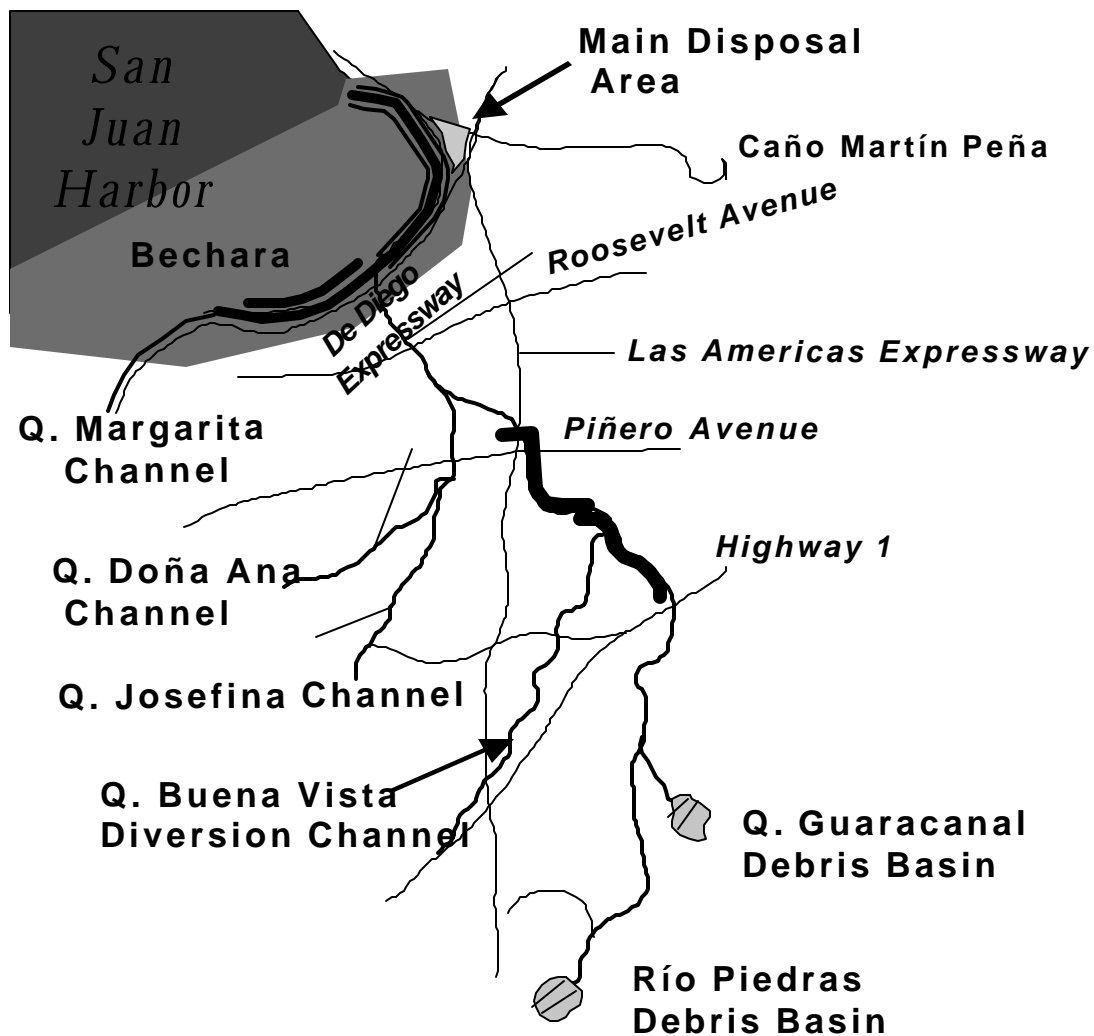 Main Disposal
Area
San
Juan
Harbor
Caño Martín Peña
Roosevelt Avenue
Bechara
De Diego
Expressway
Las Americas Expressway
Q. Margarita
Channel
Piñero Avenue
Highway 1
Q. Doña Ana
Channel
Q. Josefina Channel
Q. Buena Vista
Diversion Channel
Q. Guaracanal
Debris Basin
Río Piedras
Debris Basin